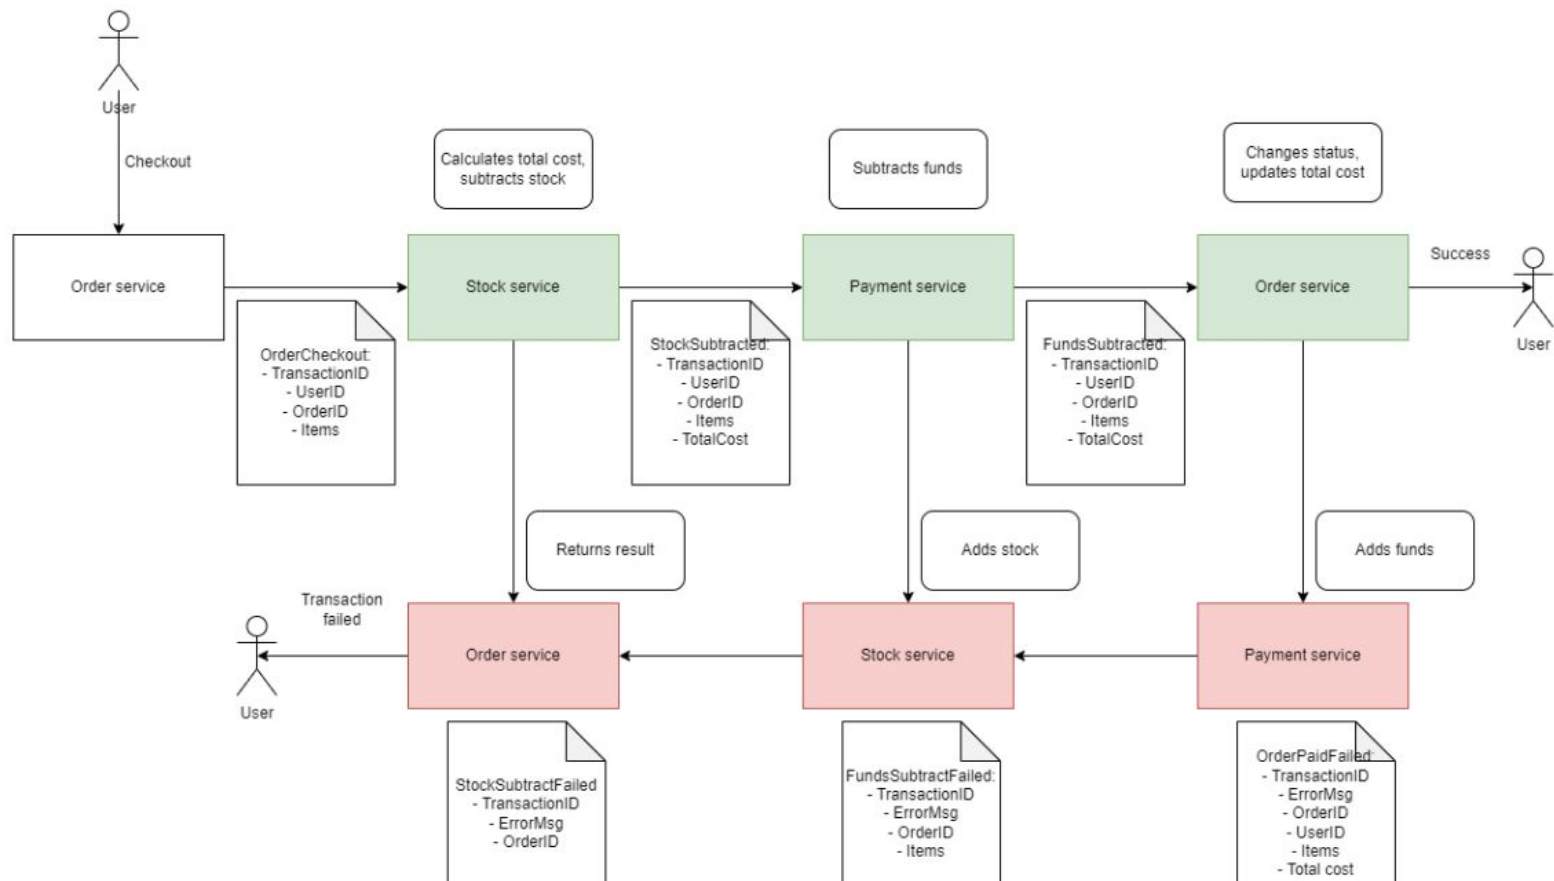 User
Checkout
Calculates total cost,
subtracts stock
Subtracts funds
Changes status,
updates total cost
Order service
Stock service
Payment service
Order service
Success
User
OrderCheckout:
- TransactionID
- UserID
- OrderID
- Items
StockSubtracted:
- TransactionID
- UserID
- OrderID
- Items
- TotalCost
FundsSubtracted:
- TransactionID
- UserID
- OrderID
- Items
- TotalCost
Returns result
Adds stock
Adds funds
Transaction
failed
User
Order service
Stock service
Payment service
StockSubtractFailed
- TransactionID
- ErrorMsg
- OrderID
FundsSubtractFailed:
- TransactionID
- ErrorMsg
- OrderID
- Items
OrderPaidFailed:
- TransactionID
- ErrorMsg
- OrderID
- UserID
- Items
- Total cost